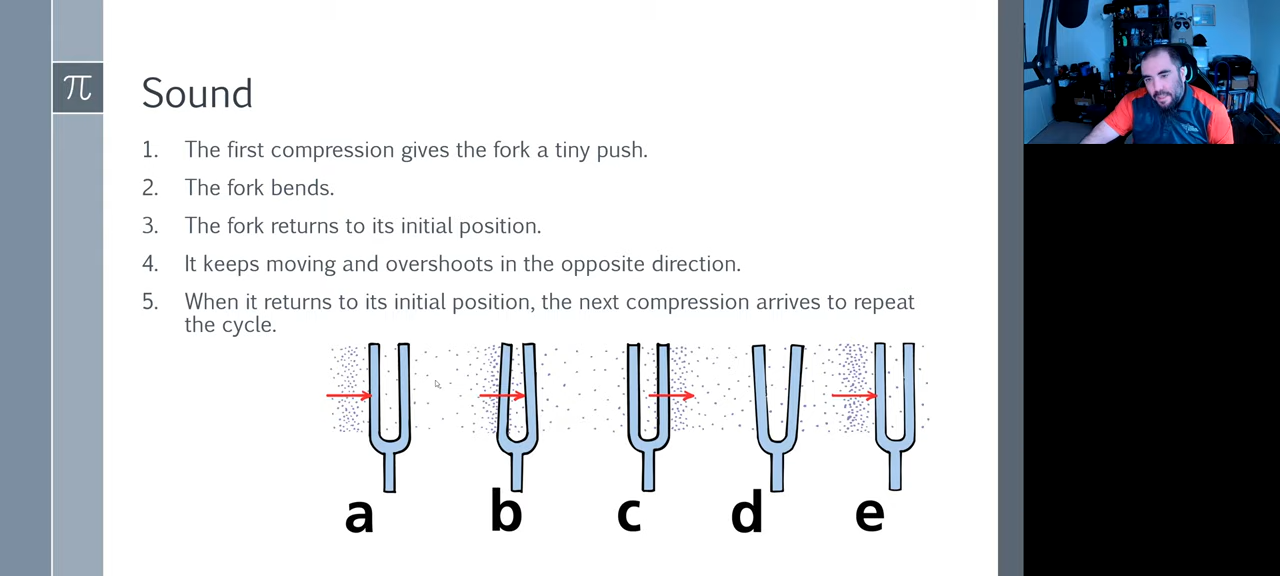 π
Sound
1. The first compression gives the fork a tiny push.
2. The fork bends.
3. The fork returns to its initial position.
4. It keeps moving and overshoots in the opposite direction.
5. When it returns to its initial position, the next compression arrives to repeat
the cycle.
a b c d e